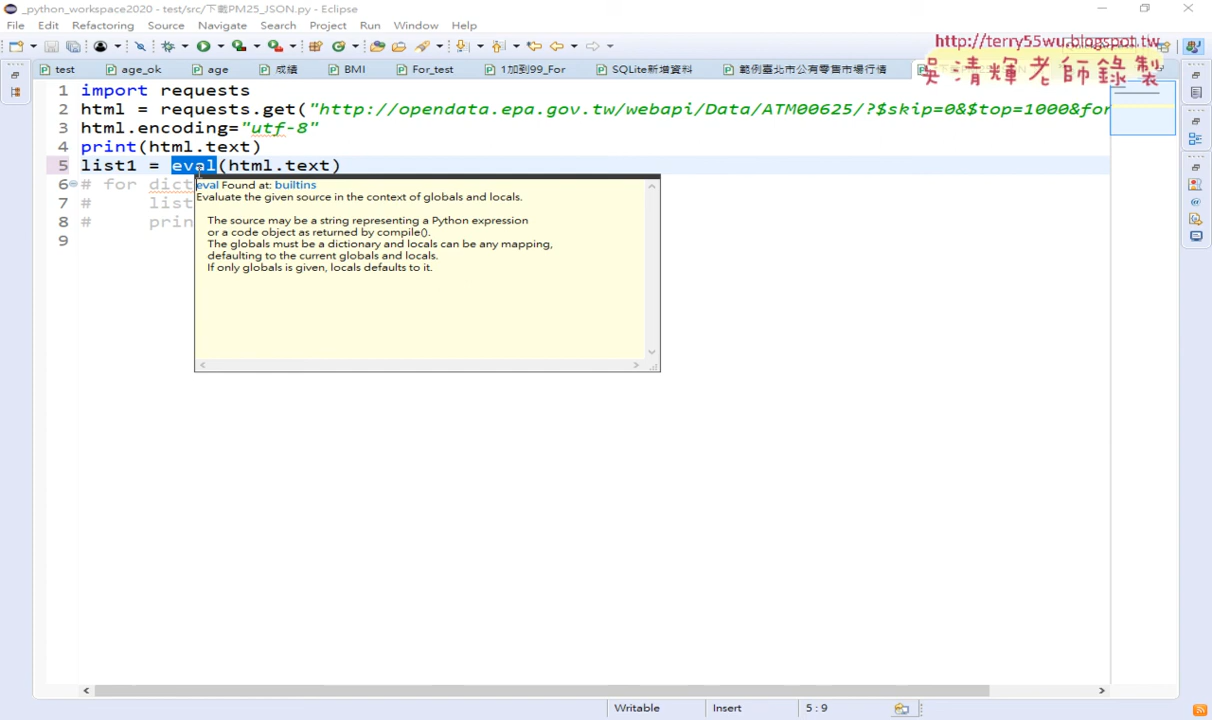 _python_workspace2020 - test/src/下載PM25_JSON.py - Eclipse
File Edit Refactoring Source Navigate Search Project Run Window Help
http://terry55wu.blogspot.tw
吳清輝老師錄製
test age_ok age 成績 BMI For_test 1加到99_For SQLite新增資料 範例臺北市公有零售市場行情
1 import requests
2 html = requests.get("http://opendata.epa.gov.tw/webapi/Data/ATM00625/?$skip=0&$top=1000&for
3 html.encoding="utf-8"
4 print(html.text)
5 list1 = eval(html.text)
6 # for dict
7 # list
8 # prin
9
eval Found at: builtins
Evaluate the given source in the context of globals and locals.
The source may be a string representing a Python expression
or a code object as returned by compile().
The globals must be a dictionary and locals can be any mapping,
defaulting to the current globals and locals.
If only globals is given, locals defaults to it.
Writable Insert 5 : 9